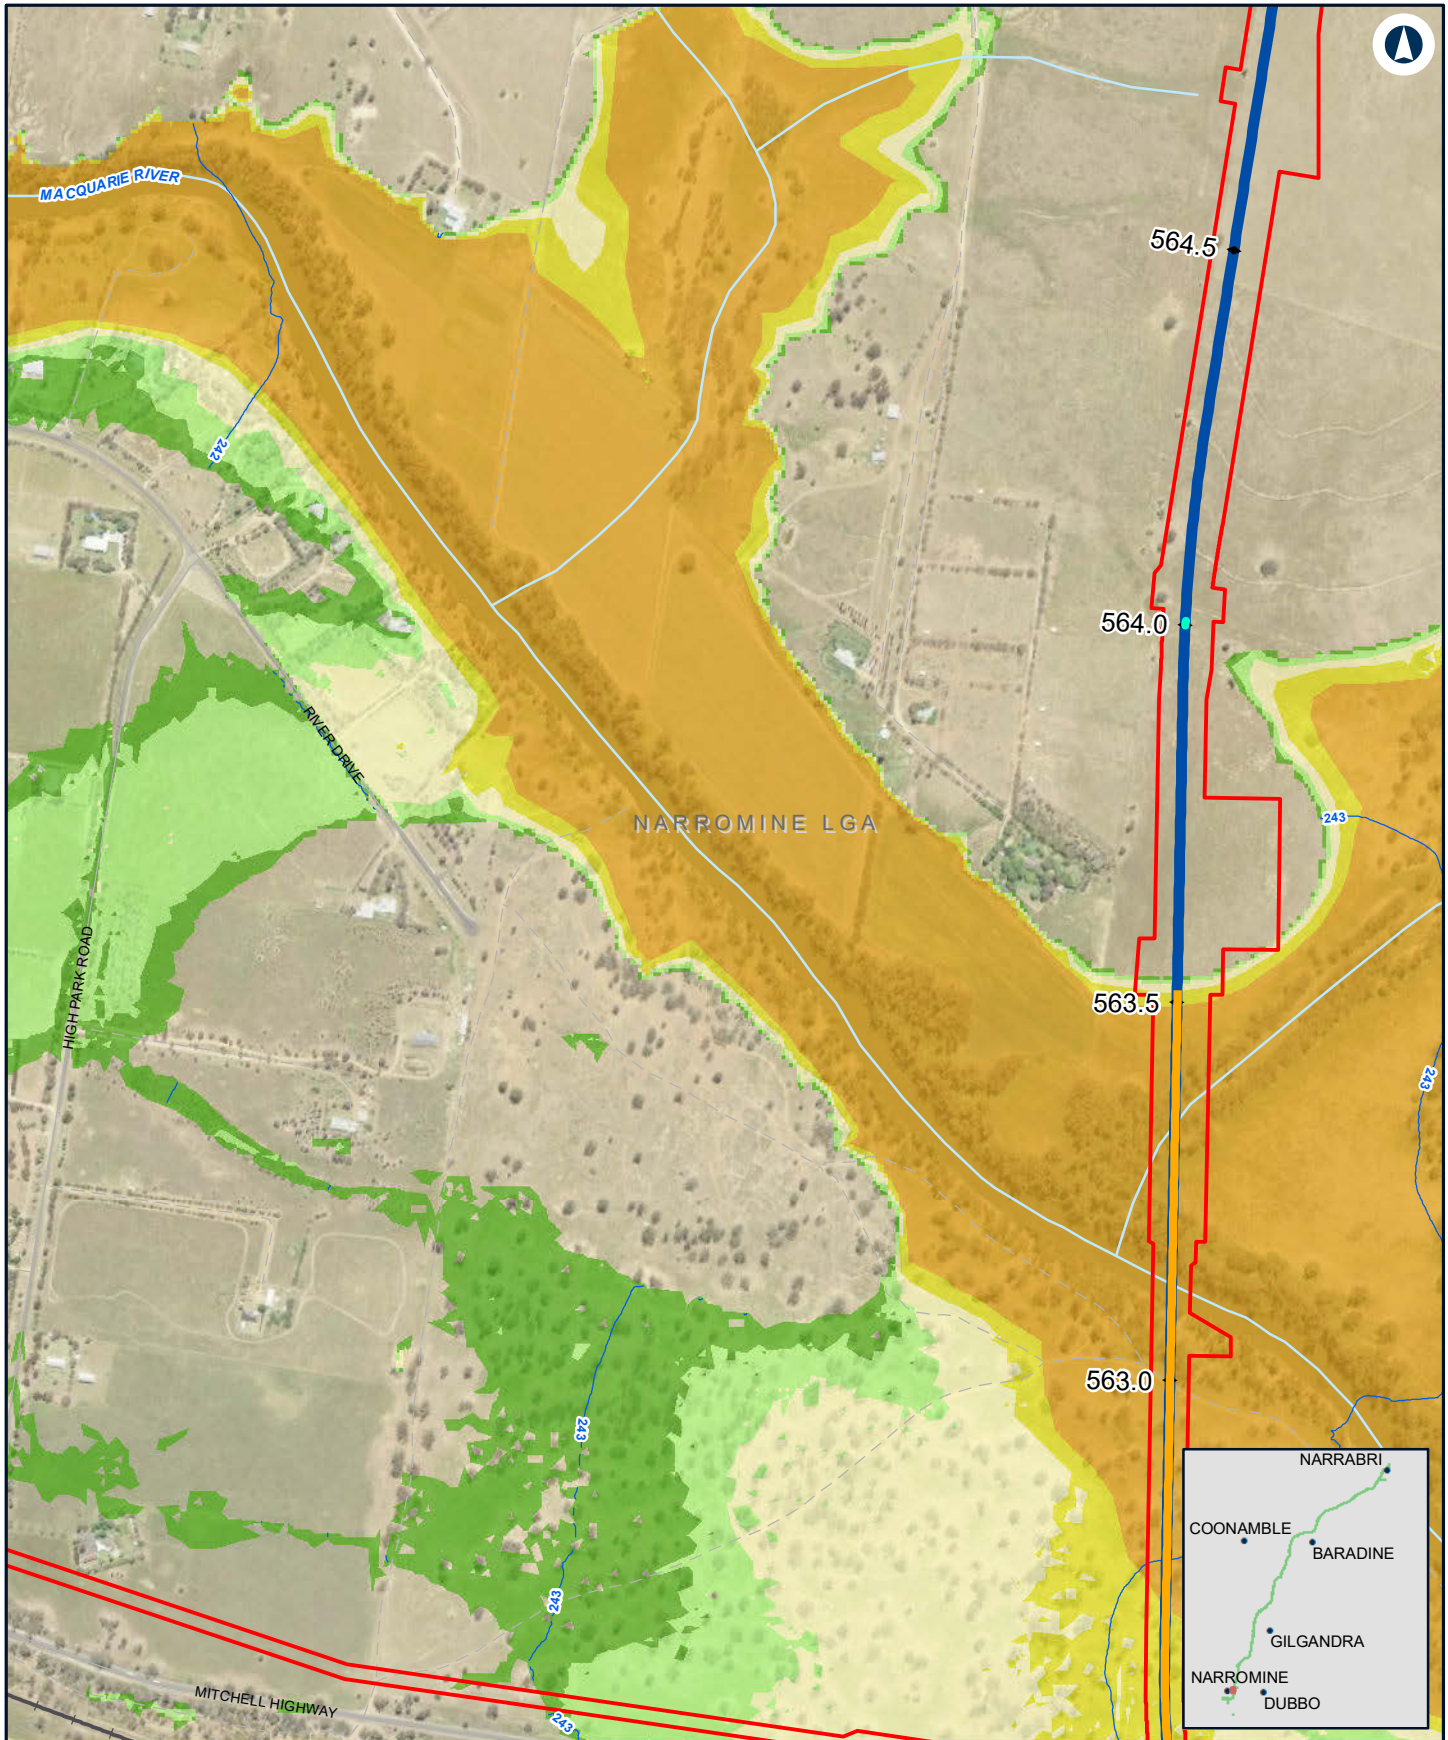 MACQUARIE RIVER
564.5
242
564.0
RIVER DRIVE
NARROMINE LGA
243
HIGH PARK ROAD
563.5
243
563.0
243
243
MITCHELL HIGHWAY
243
NARRABRI
COONAMBLE
BARADINE
GILGANDRA
NARROMINE
DUBBO